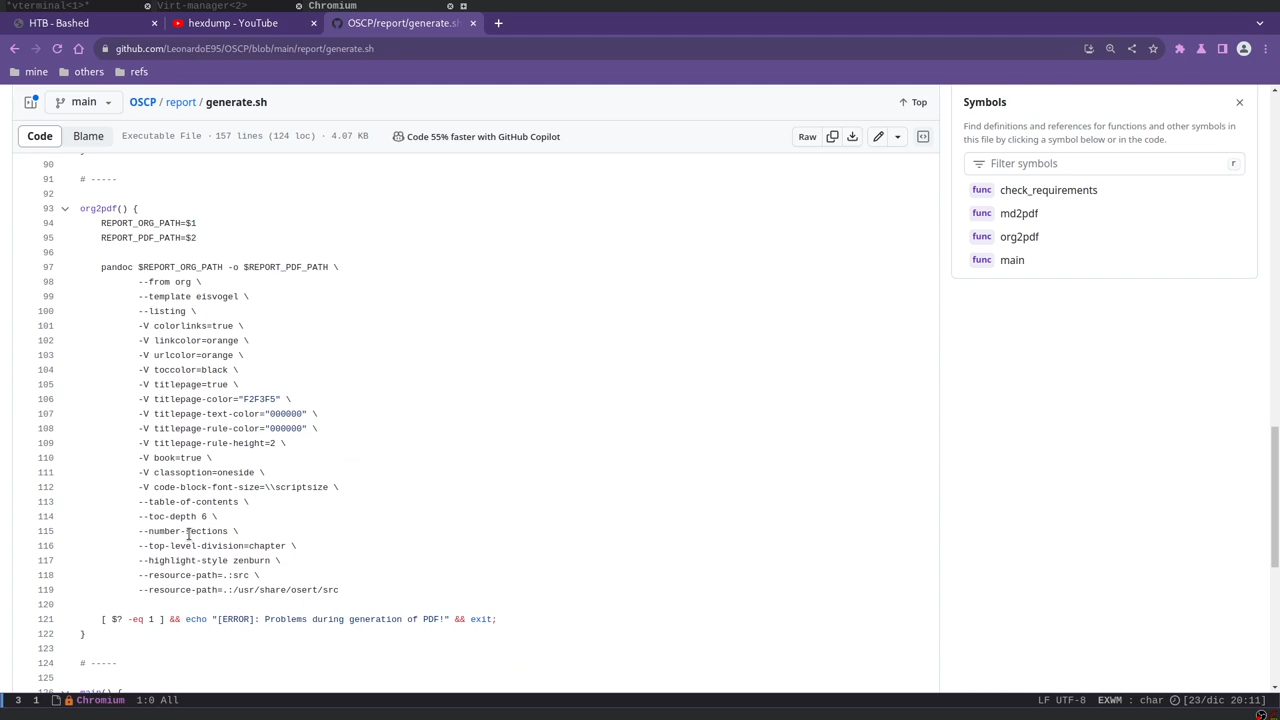 *vterminal<1>*
Virt-manager<2>
Chromium
HTB - Bashed
hexdump - YouTube
OSCP/report/generate.sh
github.com/LeonardoE95/OSCP/blob/main/report/generate.sh
mine
others
refs
main
OSCP / report / generate.sh
Top
Code
Blame
Executable File · 157 lines (124 loc) · 4.07 KB
Code 55% faster with GitHub Copilot
Raw
90
91 # -----
92
93 org2pdf() {
94 REPORT_ORG_PATH=$1
95 REPORT_PDF_PATH=$2
96
97 pandoc $REPORT_ORG_PATH -o $REPORT_PDF_PATH \
98 --from org \
99 --template eisvogel \
100 --listing \
101 -V colorlinks=true \
102 -V linkcolor=orange \
103 -V urlcolor=orange \
104 -V toccolor=black \
105 -V titlepage=true \
106 -V titlepage-color="F2F3F5" \
107 -V titlepage-text-color="000000" \
108 -V titlepage-rule-color="000000" \
109 -V titlepage-rule-height=2 \
110 -V book=true \
111 -V classoption=oneside \
112 -V code-block-font-size=\\scriptsize \
113 --table-of-contents \
114 --toc-depth 6 \
115 --number-sections \
116 --top-level-division=chapter \
117 --highlight-style zenburn \
118 --resource-path=.:src \
119 --resource-path=.:/usr/share/osert/src
120
121 [ $? -eq 1 ] && echo "[ERROR]: Problems during generation of PDF!" && exit;
122 }
123
124 # -----
125
126 main() {
Symbols
Find definitions and references for functions and other symbols in
this file by clicking a symbol below or in the code.
Filter symbols
r
func check_requirements
func md2pdf
func org2pdf
func main
3 1 Chromium 1:0 All
LF UTF-8 EXWM : char [23/dic 20:11]